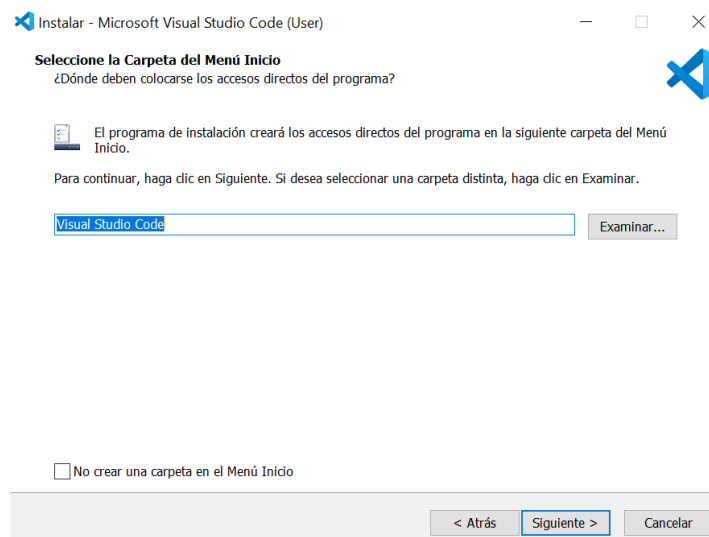 Instalar - Microsoft Visual Studio Code (User)
Seleccione la Carpeta del Menú Inicio
¿Dónde deben colocarse los accesos directos del programa?
El programa de instalación creará los accesos directos del programa en la siguiente carpeta del Menú
Inicio.
Para continuar, haga clic en Siguiente. Si desea seleccionar una carpeta distinta, haga clic en Examinar.
Visual Studio Code
Examinar...
No crear una carpeta en el Menú Inicio
< Atrás
Siguiente >
Cancelar